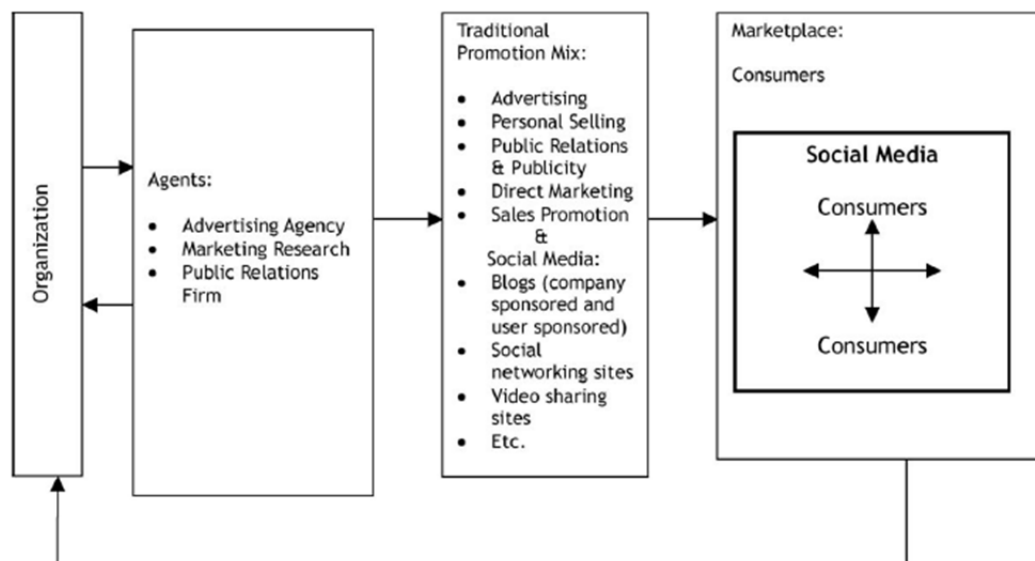 Organization
Agents:
• Advertising Agency
• Marketing Research
• Public Relations
Firm
Traditional
Promotion Mix:
• Advertising
• Personal Selling
• Public Relations
& Publicity
• Direct Marketing
• Sales Promotion
&
Social Media:
• Blogs (company
sponsored and
user sponsored)
• Social
networking sites
• Video sharing
sites
• Etc.
Marketplace:
Consumers
Social Media
Consumers
Consumers